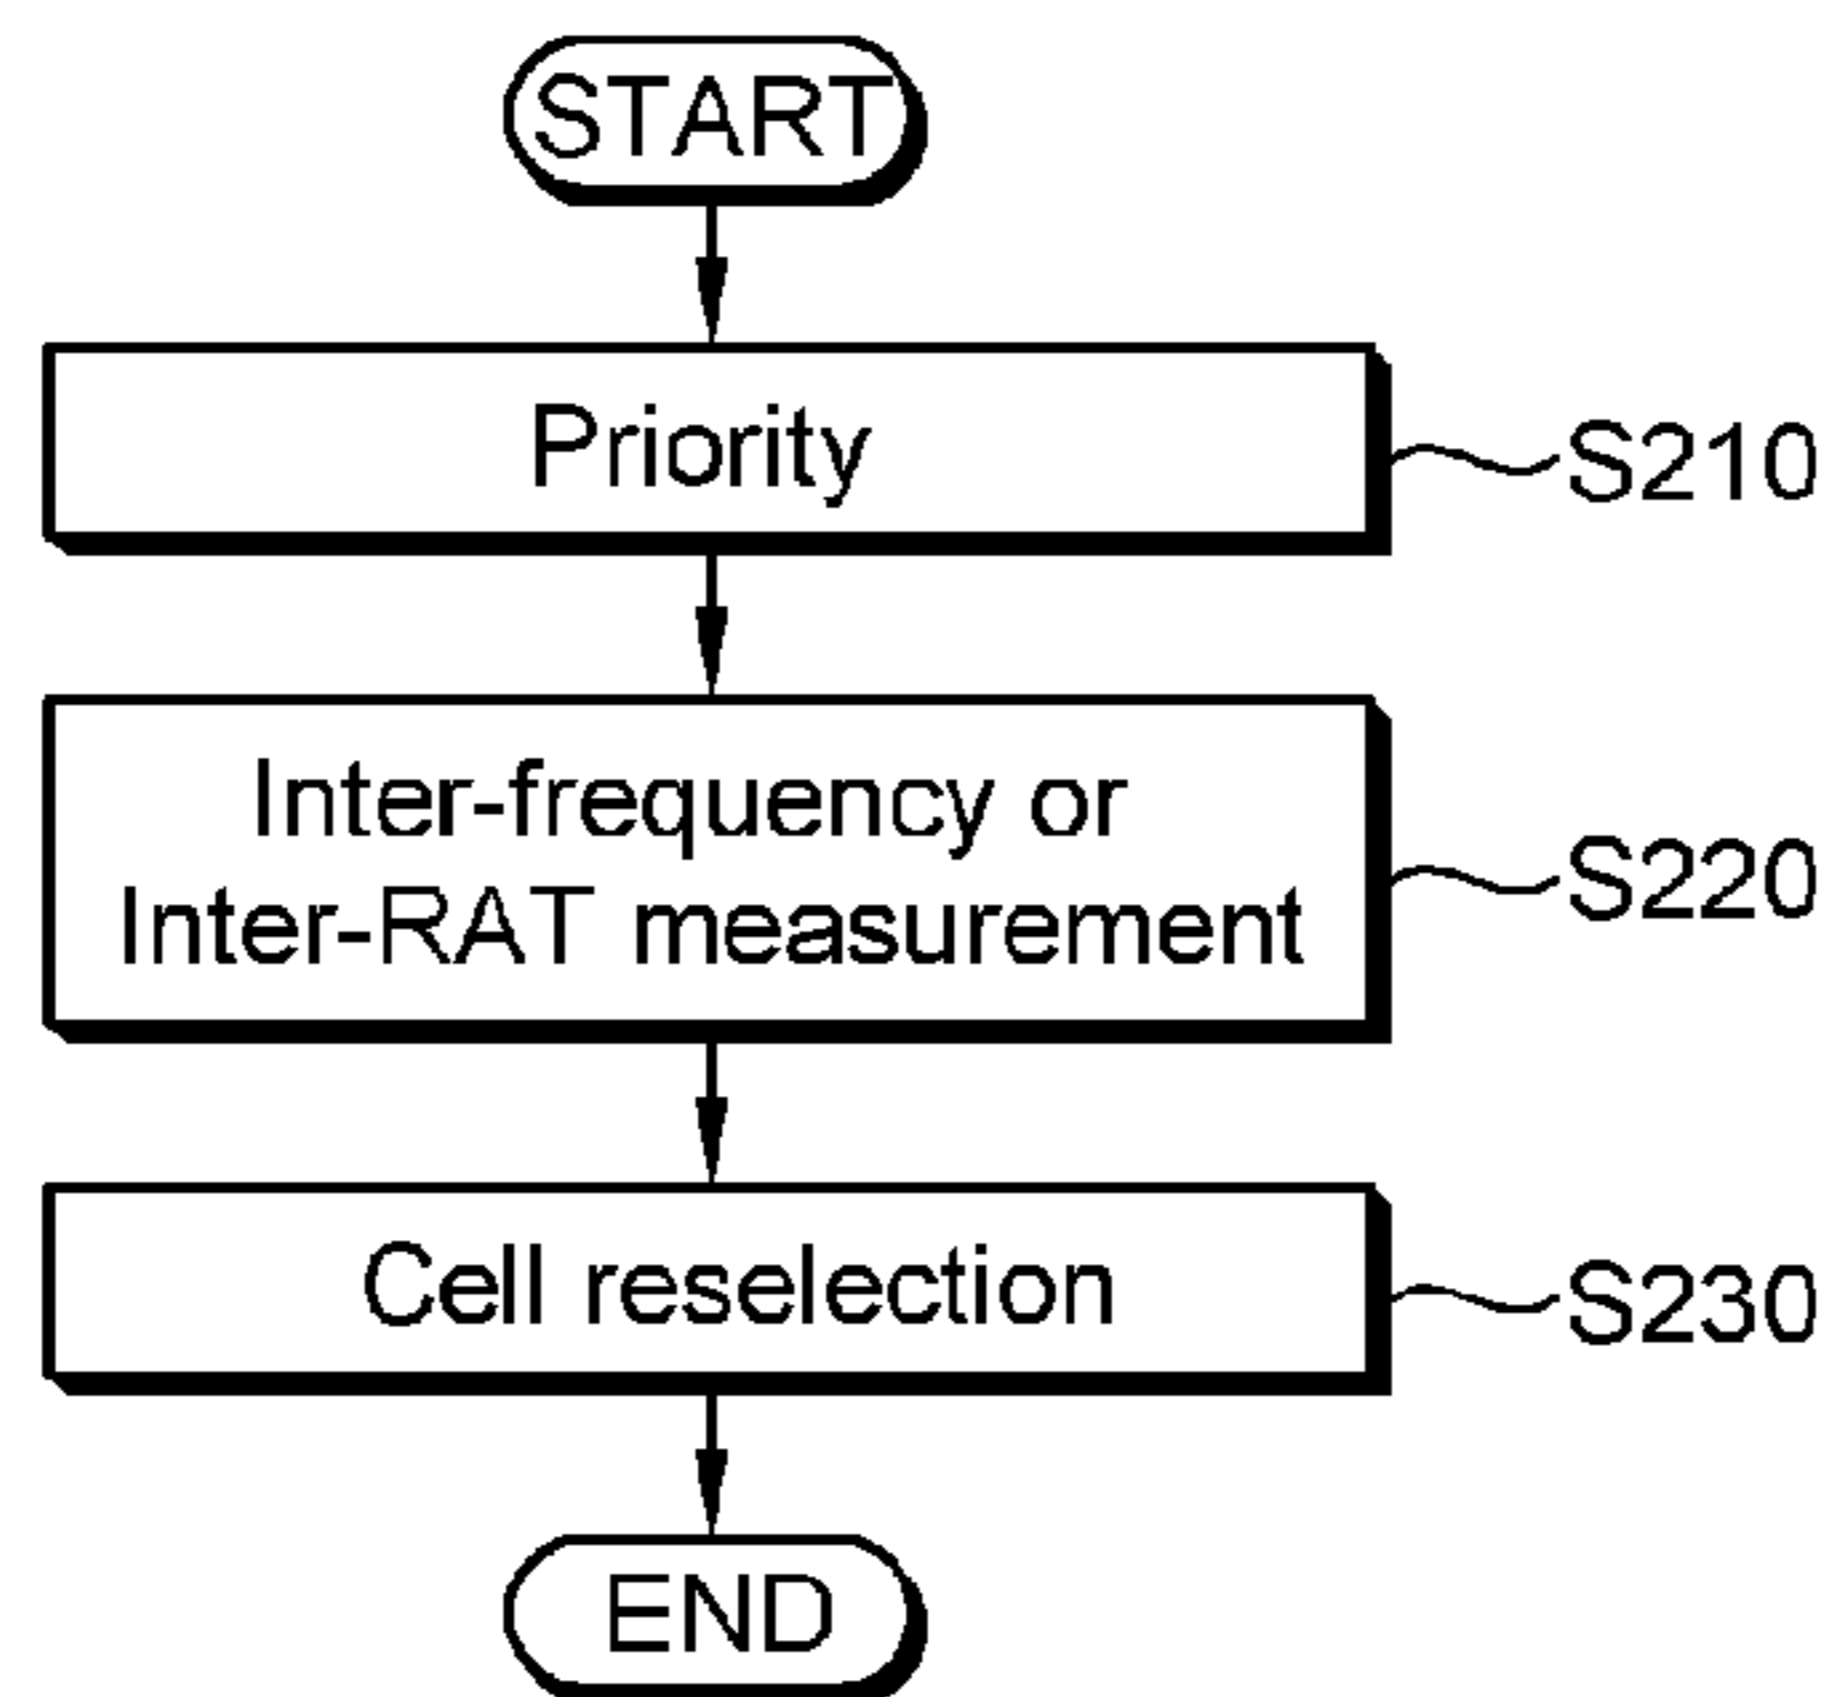 START
Priority
S210
Inter-frequency or
Inter-RAT measurement
S220
Cell reselection
S230
END